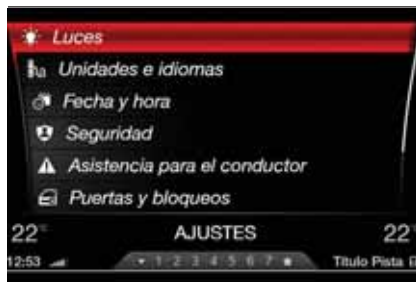 Luces
Unidades e idiomas
Fecha y hora
Seguridad
Asistencia para el conductor
Puertas y bloqueos
22° AJUSTES 22°
12:53 1 2 3 4 5 6 7 Título Pista